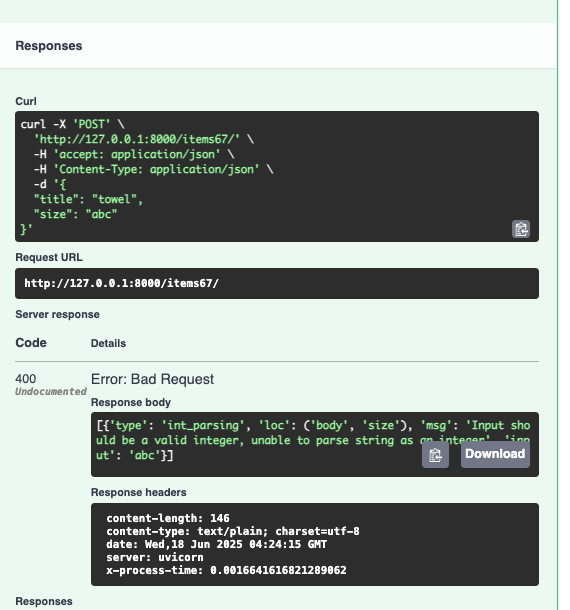 Responses
Curl
curl -X 'POST' \
'http://127.0.0.1:8000/items67/' \
-H 'accept: application/json' \
-H 'Content-Type: application/json' \
-d '{
"title": "towel",
"size": "abc"
}'
Request URL
http://127.0.0.1:8000/items67/
Server response
Code Details
400 Error: Bad Request
Undocumented
Response body
[{'type': 'int_parsing', 'loc': ('body', 'size'), 'msg': 'Input sho
uld be a valid integer, unable to parse string as an integer', 'inp
ut': 'abc'}]
Download
Response headers
content-length: 146
content-type: text/plain; charset=utf-8
date: Wed,18 Jun 2025 04:24:15 GMT
server: uvicorn
x-process-time: 0.0016641616821289062
Responses